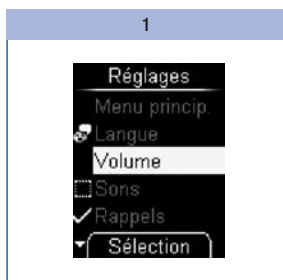 1
Réglages
Menu princip.
Langue
Volume
Sons
Rappels
Sélection